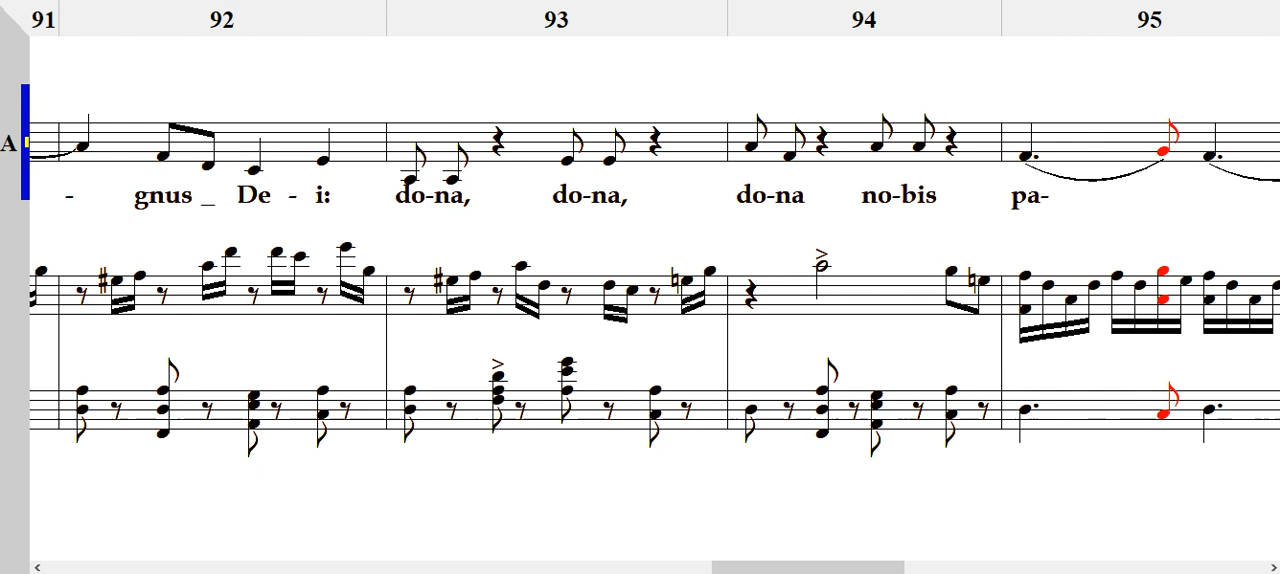 91 92 93 94 95
A
- gnus _ De - i: do-na, do-na, do-na no-bis pa-